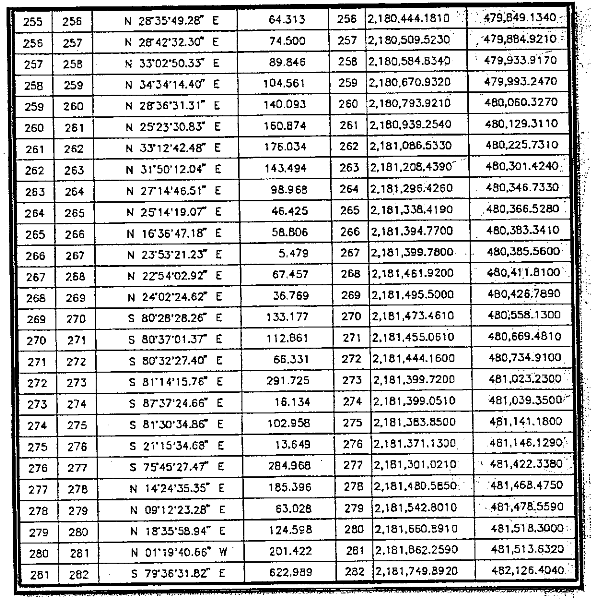 255 256 N 28°35'49.28" E 64.313 256 2,180,444.1810 479,849.1340
256 257 N 28°42'32.30" E 74.500 257 2,180,509.5230 479,884.9210
257 258 N 33°02'50.33" E 89.846 258 2,180,584.8340 479,933.9170
258 259 N 34°34'14.40" E 104.561 259 2,180,670.9320 479,993.2470
259 260 N 28°36'31.31" E 140.093 260 2,180,793.9210 480,060.3270
260 261 N 25°23'30.83" E 160.874 261 2,180,939.2540 480,129.3110
261 262 N 33°12'42.48" E 176.034 262 2,181,086.5330 480,225.7310
262 263 N 31°50'12.04" E 143.494 263 2,181,208.4390 480,301.4240
263 264 N 27°14'46.51" E 98.968 264 2,181,296.4260 480,346.7330
264 265 N 25°14'19.07" E 46.425 265 2,181,338.4190 480,366.5280
265 266 N 16°36'47.18" E 58.806 266 2,181,394.7700 480,383.3410
266 267 N 23°53'21.23" E 5.479 267 2,181,399.7800 480,385.5600
267 268 N 22°54'02.92" E 67.457 268 2,181,461.9200 480,411.8100
268 269 N 24°02'24.62" E 36.769 269 2,181,495.5000 480,426.7890
269 270 S 80°28'28.26" E 133.177 270 2,181,473.4610 480,558.1300
270 271 S 80°37'01.37" E 112.861 271 2,181,455.0610 480,669.4810
271 272 S 80°32'27.40" E 66.331 272 2,181,444.1600 480,734.9100
272 273 S 81°14'15.76" E 291.725 273 2,181,399.7200 481,023.2300
273 274 S 87°37'24.66" E 16.134 274 2,181,399.0510 481,039.3500
274 275 S 81°30'34.86" E 102.958 275 2,181,383.8500 481,141.1800
275 276 S 21°15'34.68" E 13.649 276 2,181,371.1300 481,146.1290
276 277 S 75°45'27.47" E 284.968 277 2,181,301.0210 481,422.3380
277 278 N 14°24'35.35" E 185.396 278 2,181,480.5850 481,468.4750
278 279 N 09°12'23.28" E 63.028 279 2,181,542.8010 481,478.5590
279 280 N 18°35'58.94" E 124.598 280 2,181,660.8910 481,518.3000
280 281 N 01°19'40.66" W 201.422 281 2,181,862.2590 481,513.6320
281 282 S 79°36'31.82" E 622.989 282 2,181,749.8920 482,126.4040